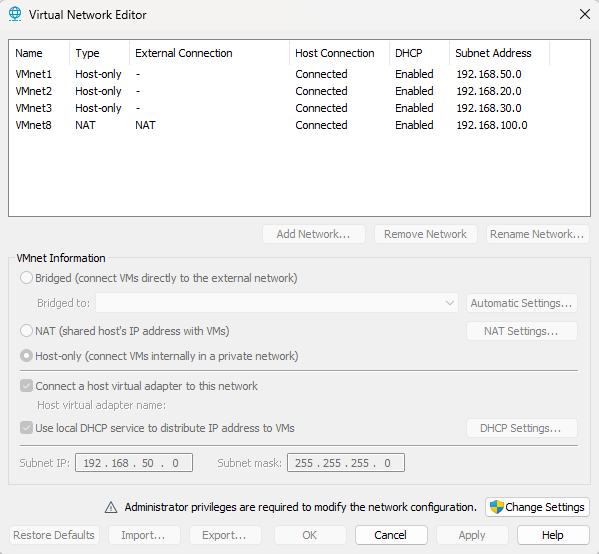 Virtual Network Editor
Name Type External Connection Host Connection DHCP Subnet Address
VMnet1 Host-only - Connected Enabled 192.168.50.0
VMnet2 Host-only - Connected Enabled 192.168.20.0
VMnet3 Host-only - Connected Enabled 192.168.30.0
VMnet8 NAT NAT Connected Enabled 192.168.100.0
Add Network... Remove Network Rename Network...
VMnet Information
Bridged (connect VMs directly to the external network)
Bridged to: Automatic Settings...
NAT (shared host's IP address with VMs) NAT Settings...
Host-only (connect VMs internally in a private network)
Connect a host virtual adapter to this network
Host virtual adapter name:
Use local DHCP service to distribute IP address to VMs DHCP Settings...
Subnet IP: 192 . 168 . 50 . 0 Subnet mask: 255 . 255 . 255 . 0
Administrator privileges are required to modify the network configuration. Change Settings
Restore Defaults Import... Export... OK Cancel Apply Help